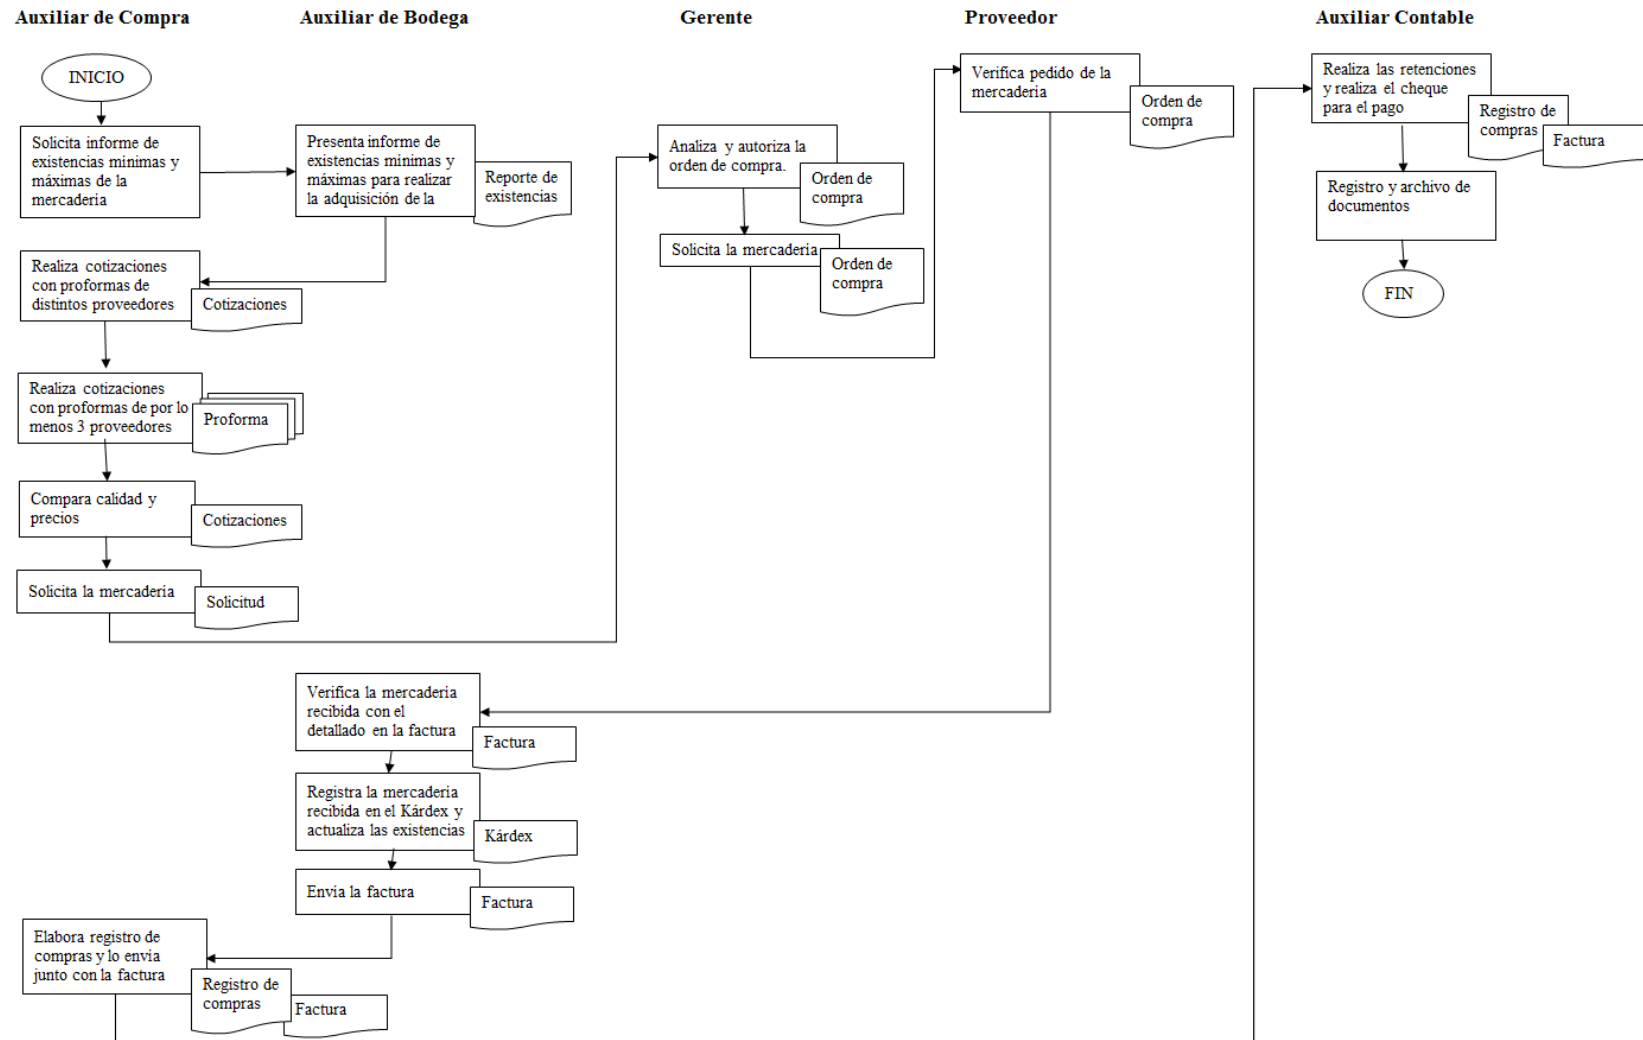 Auxiliar de Compra
Auxiliar de Bodega
Gerente
Proveedor
Auxiliar Contable
INICIO
Solicita informe de
existencias mínimas y
máximas de la
mercadería
Presenta informe de
existencias mínimas y
máximas para realizar
la adquisición de la
Reporte de
existencias
Realiza cotizaciones
con proformas de
distintos proveedores
Cotizaciones
Realiza cotizaciones
con proformas de por lo
menos 3 proveedores
Proforma
Compara calidad y
precios
Cotizaciones
Solicita la mercadería
Solicitud
Analiza y autoriza la
orden de compra.
Orden de
compra
Solicita la mercadería
Orden de
compra
Verifica pedido de la
mercadería
Orden de
compra
Verifica la mercadería
recibida con el
detallado en la factura
Factura
Registra la mercadería
recibida en el Kárdex y
actualiza las existencias
Kárdex
Envía la factura
Factura
Elabora registro de
compras y lo envía
junto con la factura
Registro de
compras
Factura
Realiza las retenciones
y realiza el cheque
para el pago
Registro de
compras
Factura
Registro y archivo de
documentos
FIN